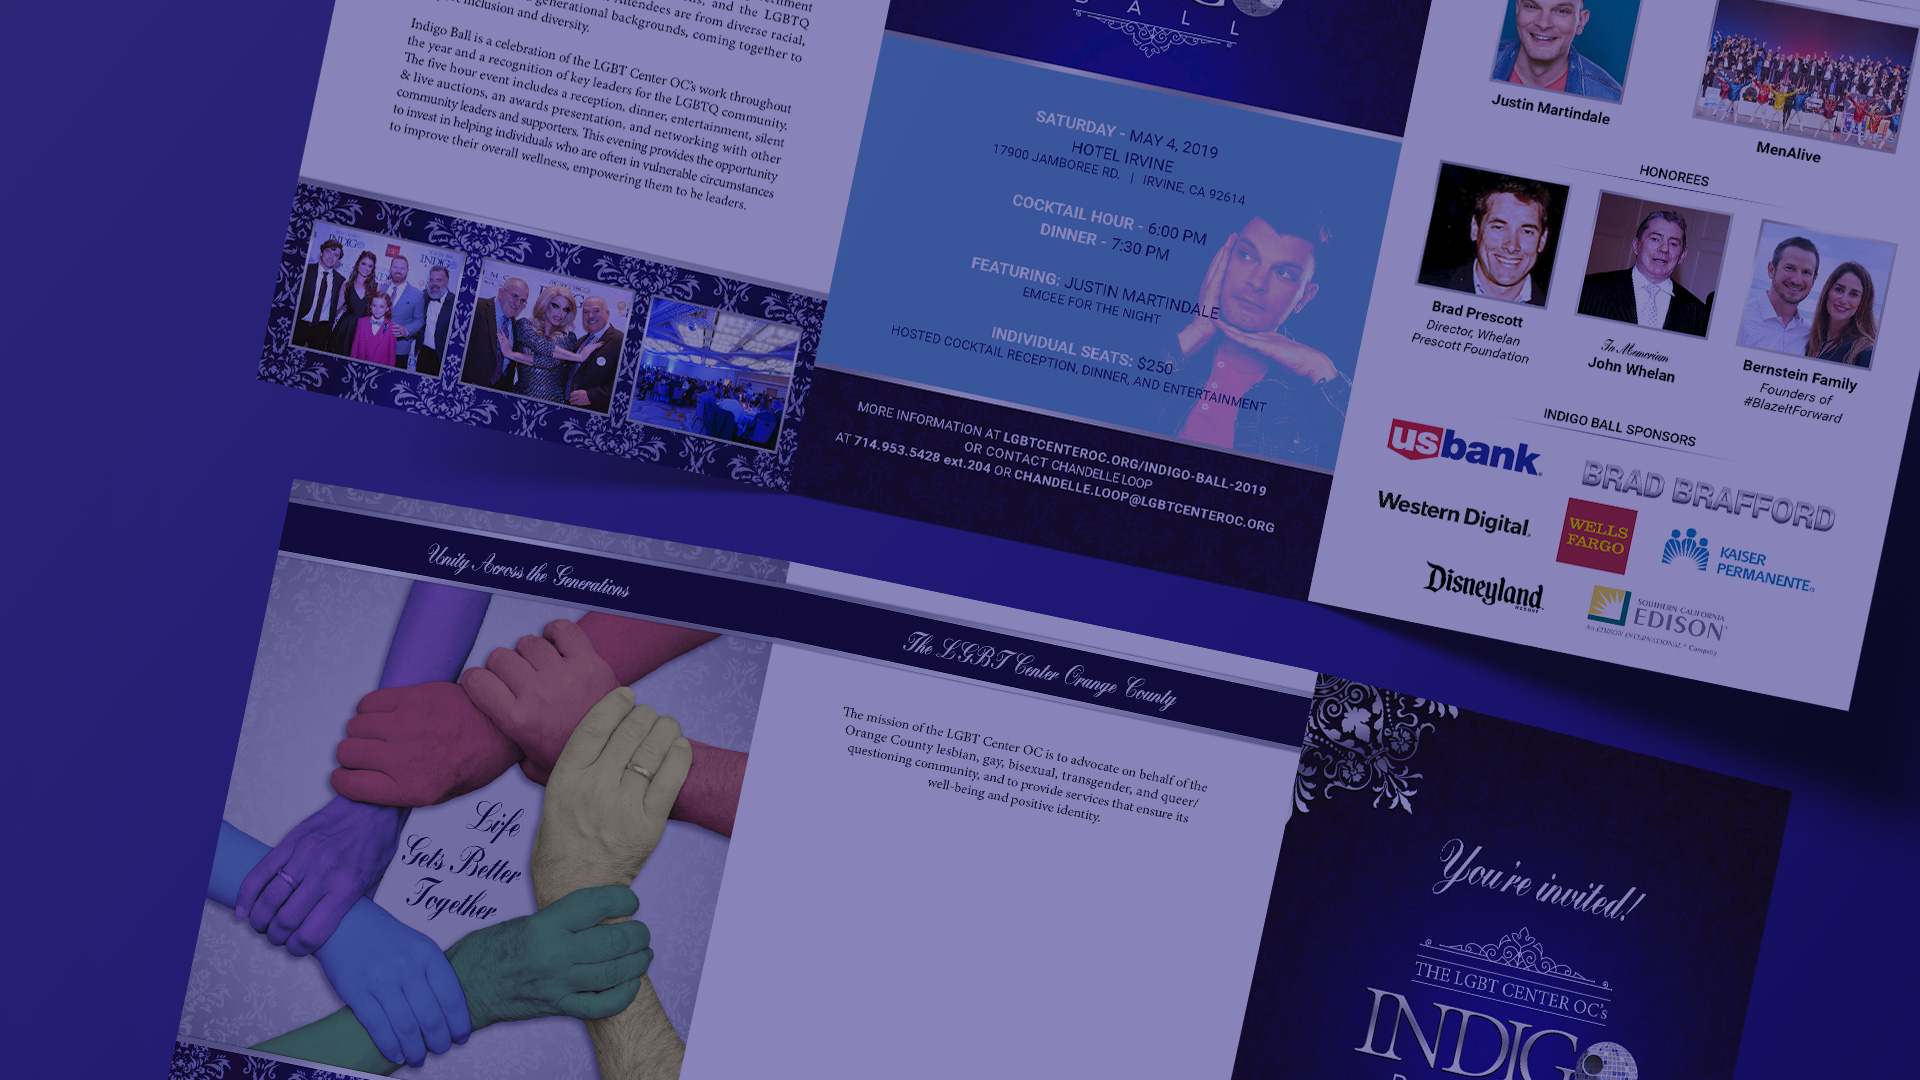 and the LGBTQ
Attendees are from diverse racial,
generational backgrounds, coming together to
inclusion and diversity.
Indigo Ball is a celebration of the LGBT Center OC's work throughout
the year and a recognition of key leaders for the LGBTQ community.
The five hour event includes a reception, dinner, entertainment, silent
& live auctions, an awards presentation, and networking with other
community leaders and supporters. This evening provides the opportunity
to invest in helping individuals who are often in vulnerable circumstances
to improve their overall wellness, empowering them to be leaders.
INDIGO
INDIGO
BALL
SATURDAY - MAY 4, 2019
HOTEL IRVINE
17900 JAMBOREE RD. | IRVINE, CA 92614
COCKTAIL HOUR - 6:00 PM
DINNER - 7:30 PM
FEATURING: JUSTIN MARTINDALE
EMCEE FOR THE NIGHT
INDIVIDUAL SEATS: $250
HOSTED COCKTAIL RECEPTION, DINNER, AND ENTERTAINMENT
MORE INFORMATION AT LGBTCENTEROC.ORG/INDIGO-BALL-2019
OR CONTACT CHANDELLE LOOP
AT 714.953.5428 ext.204 OR CHANDELLE.LOOP@LGBTCENTEROC.ORG
Justin Martindale
MenAlive
HONOREES
Brad Prescott
Director, Whelan
Prescott Foundation
In Memorium
John Whelan
Bernstein Family
Founders of
#BlazeItForward
INDIGO BALL SPONSORS
usbank
BRAD BRAFFORD
Western Digital
WELLS
FARGO
KAISER
PERMANENTE
Disneyland
RESORT
SOUTHERN CALIFORNIA
EDISON
An EDISON INTERNATIONAL® Company
Unity Across the Generations
Life
Gets Better
Together
The LGBT Center Orange County
The mission of the LGBT Center OC is to advocate on behalf of the
Orange County lesbian, gay, bisexual, transgender, and queer/
questioning community, and to provide services that ensure its
well-being and positive identity.
You're invited!
THE LGBT CENTER OC's
INDIGO